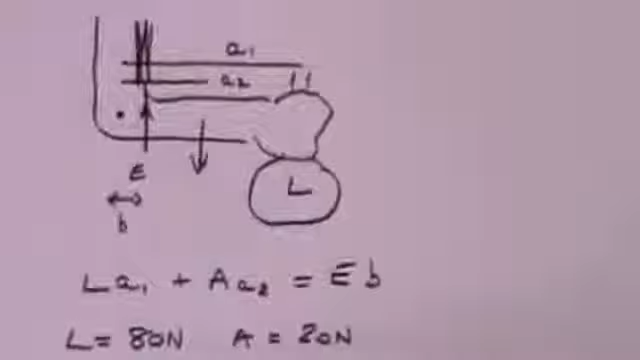 a₁
a₂
E
b
L
La₁ + Aa₂ = Eb
L = 80N A = 20N